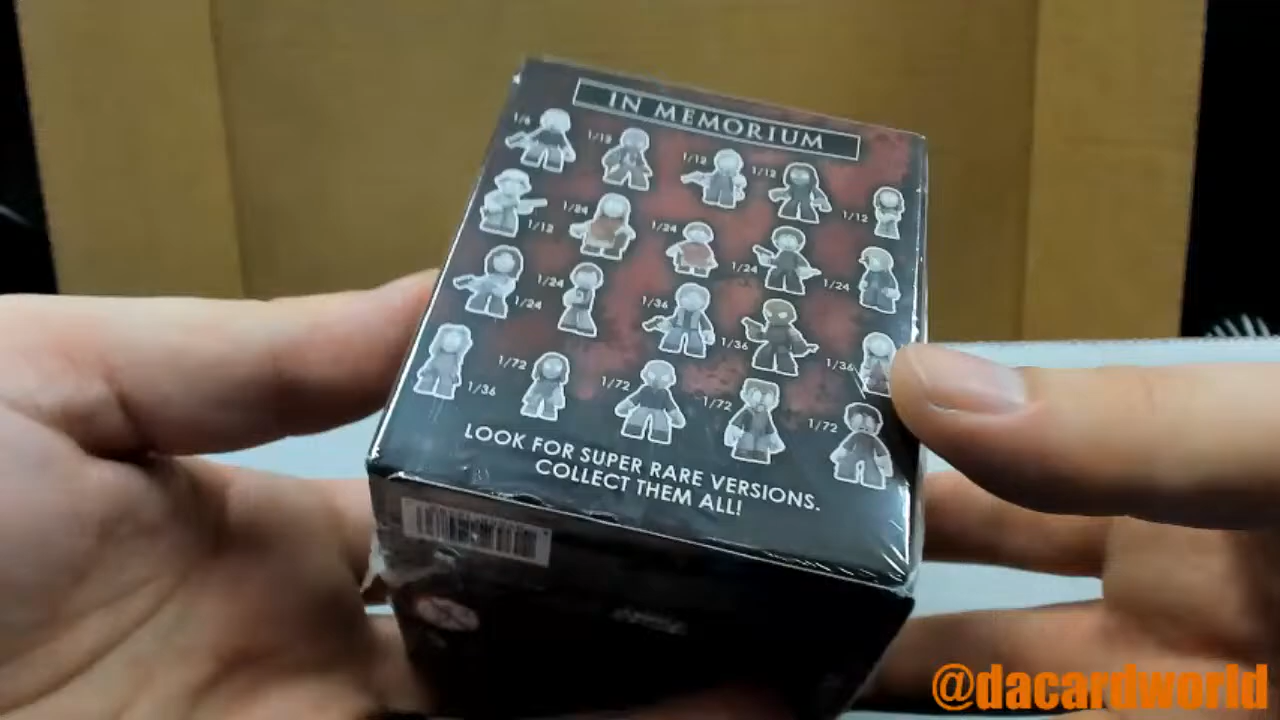 IN MEMORIUM
1/6 1/12 1/12 1/12 1/12
1/12 1/24 1/24 1/24 1/24
1/24 1/24 1/36 1/36 1/36
1/36 1/72 1/72 1/72 1/72
LOOK FOR SUPER RARE VERSIONS.
COLLECT THEM ALL!
@dacardworld